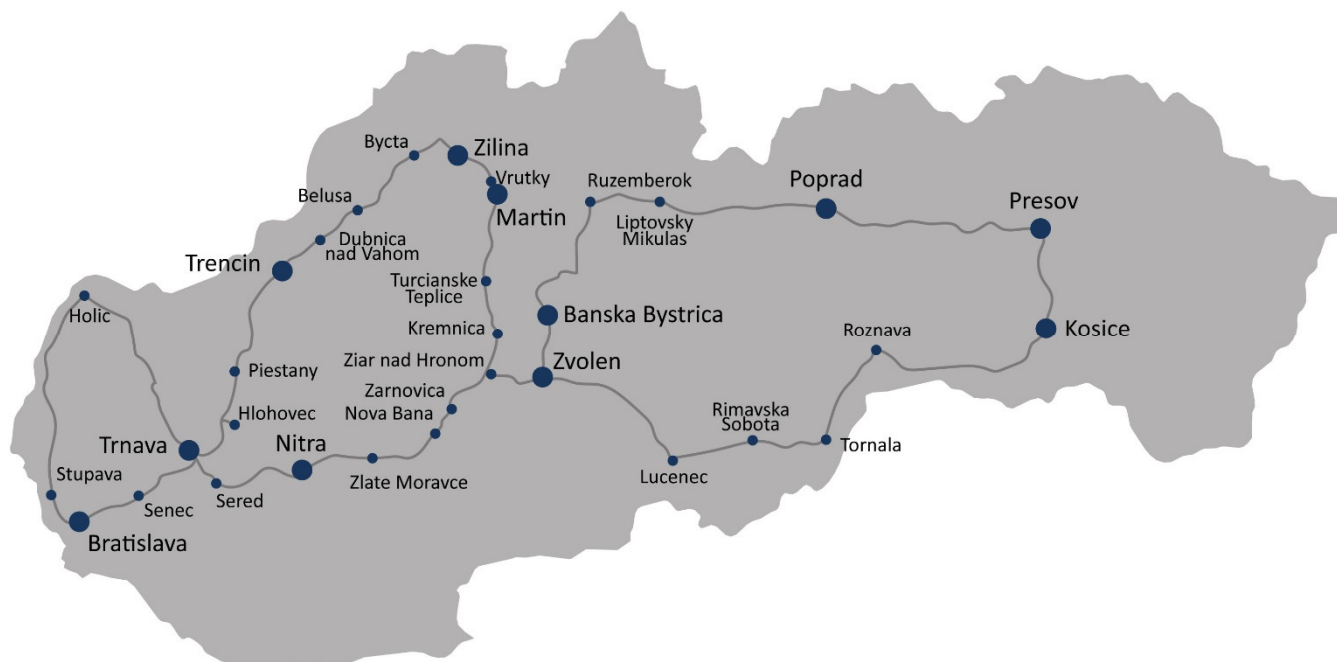 Bycta
Zilina
Vrutky
Ruzemberok
Poprad
Belusa
Martin
Presov
Liptovsky
Mikulas
Dubnica
nad Vahom
Trencin
Turcianske
Teplice
Holic
Banska Bystrica
Kremnica
Roznava
Kosice
Ziar nad Hronom
Zvolen
Piestany
Zarnovica
Nova Bana
Hlohovec
Rimavska
Sobota
Trnava
Nitra
Tornala
Stupava
Zlate Moravce
Lucenec
Sered
Senec
Bratislava